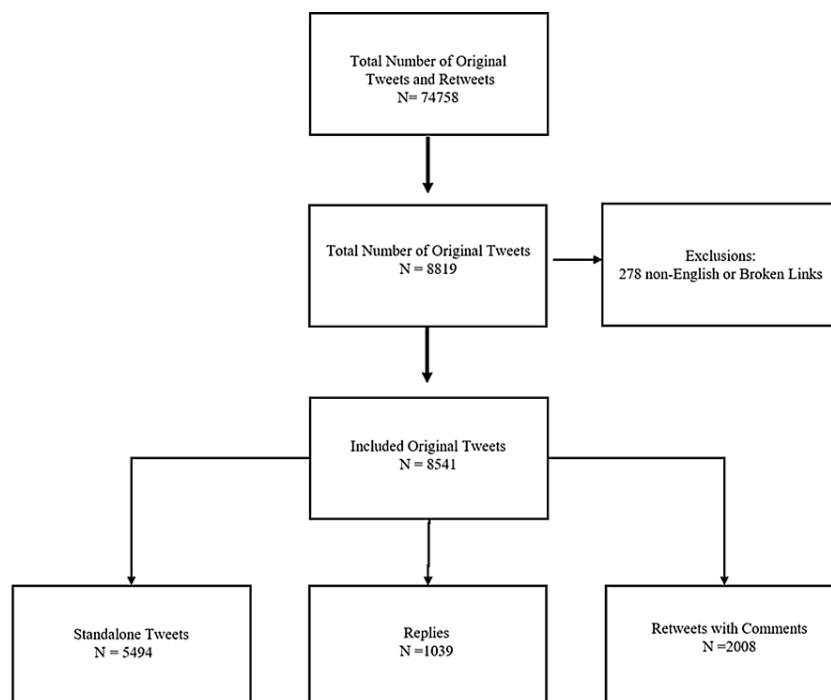 Total Number of Original
Tweets and Retweets
N= 74758
Total Number of Original Tweets
N = 8819
Exclusions:
278 non-English or Broken Links
Included Original Tweets
N = 8541
Standalone Tweets
N = 5494
Replies
N =1039
Retweets with Comments
N =2008